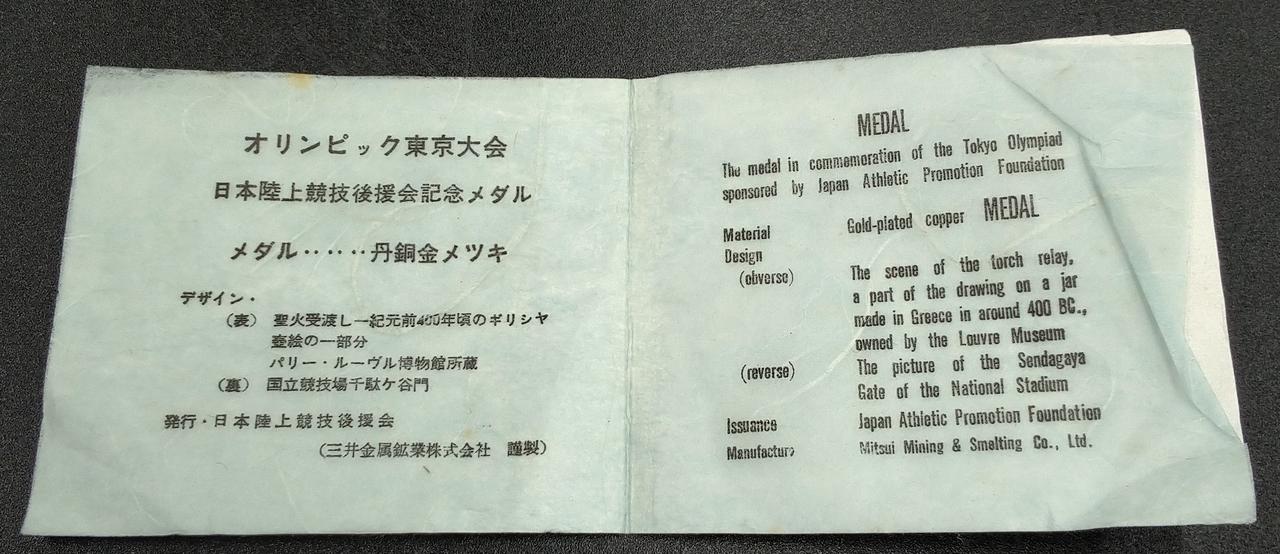 オリンピック東京大会
日本陸上競技後援会記念メダル
メダル‥‥‥丹銅金メツキ
デザイン・
(表) 聖火受渡し―紀元前400年頃のギリシヤ
壺絵の一部分
パリー・ルーヴル博物館所蔵
(裏) 国立競技場千駄ケ谷門
発行・日本陸上競技後援会
(三井金属鉱業株式会社 謹製)
MEDAL
The medal in commemoration of the Tokyo Olympiad
sponsored by Japan Athletic Promotion Foundation
Material Gold-plated copper MEDAL
Design
(obverse) The scene of the torch relay,
a part of the drawing on a jar
made in Greece in around 400 BC.,
owned by the Louvre Museum
(reverse) The picture of the Sendagaya
Gate of the National Stadium
Issuance Japan Athletic Promotion Foundation
Manufacture Mitsui Mining & Smelting Co., Ltd.